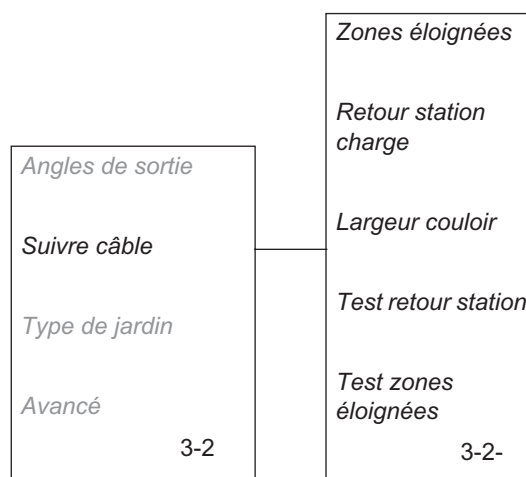 Angles de sortie
Suivre câble
Type de jardin
Avancé
3-2
Zones éloignées
Retour station
charge
Largeur couloir
Test retour station
Test zones
éloignées
3-2-